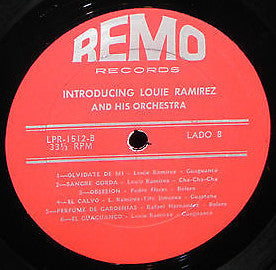 REMO
RECORDS
INTRODUCING LOUIE RAMIREZ
AND HIS ORCHESTRA
LPR-1512-B
33⅓ RPM
LADO B
1—OLVIDATE DE MI - Louie Ramirez - Guaguanco
2—SANGRE GORDA - Louie Ramirez - Cha-Cha-Cha
3—OBSESION - Pedro Flores - Bolero
4—EL CALVO - L. Ramirez-Tito Jimenez - Guaracha
5—PERFUME DE GARDENIAS - Rafael Hernandez - Bolero
6—EL GUAGUANCO - Louie Ramirez - Guaguanco